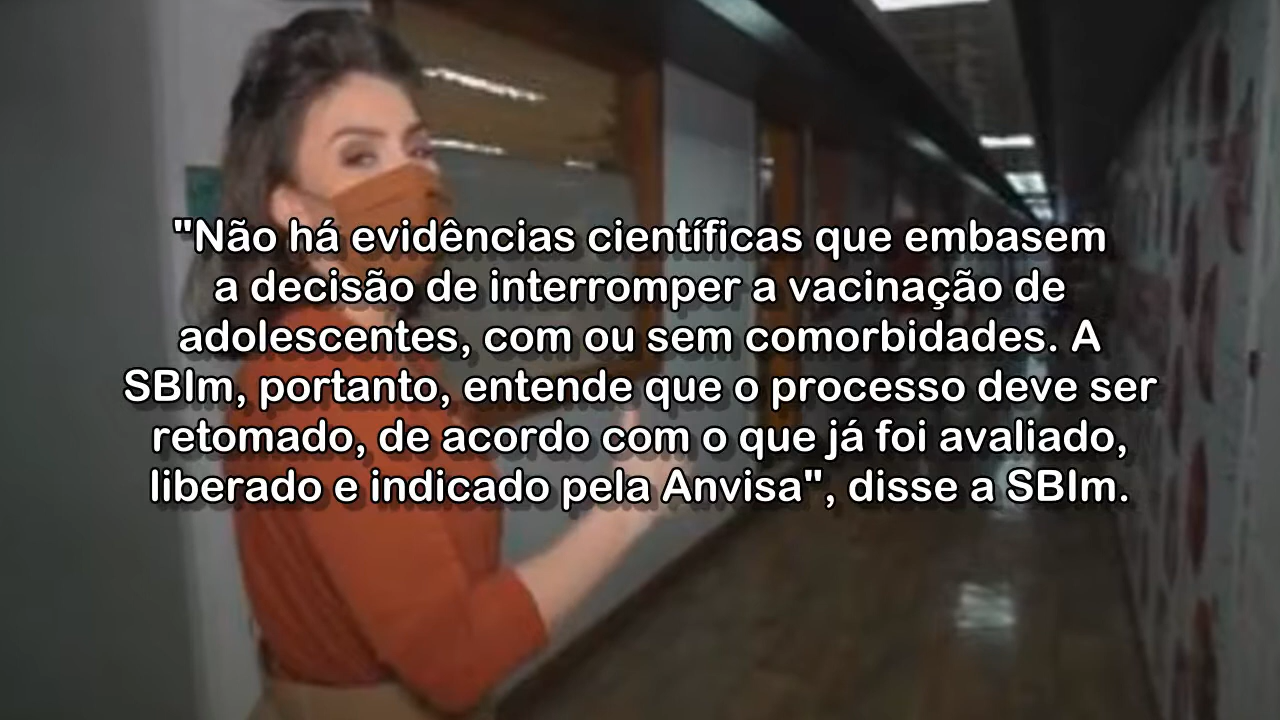 "Não há evidências científicas que embasem
a decisão de interromper a vacinação de
adolescentes, com ou sem comorbidades. A
SBIm, portanto, entende que o processo deve ser
retomado, de acordo com o que já foi avaliado,
liberado e indicado pela Anvisa", disse a SBIm.